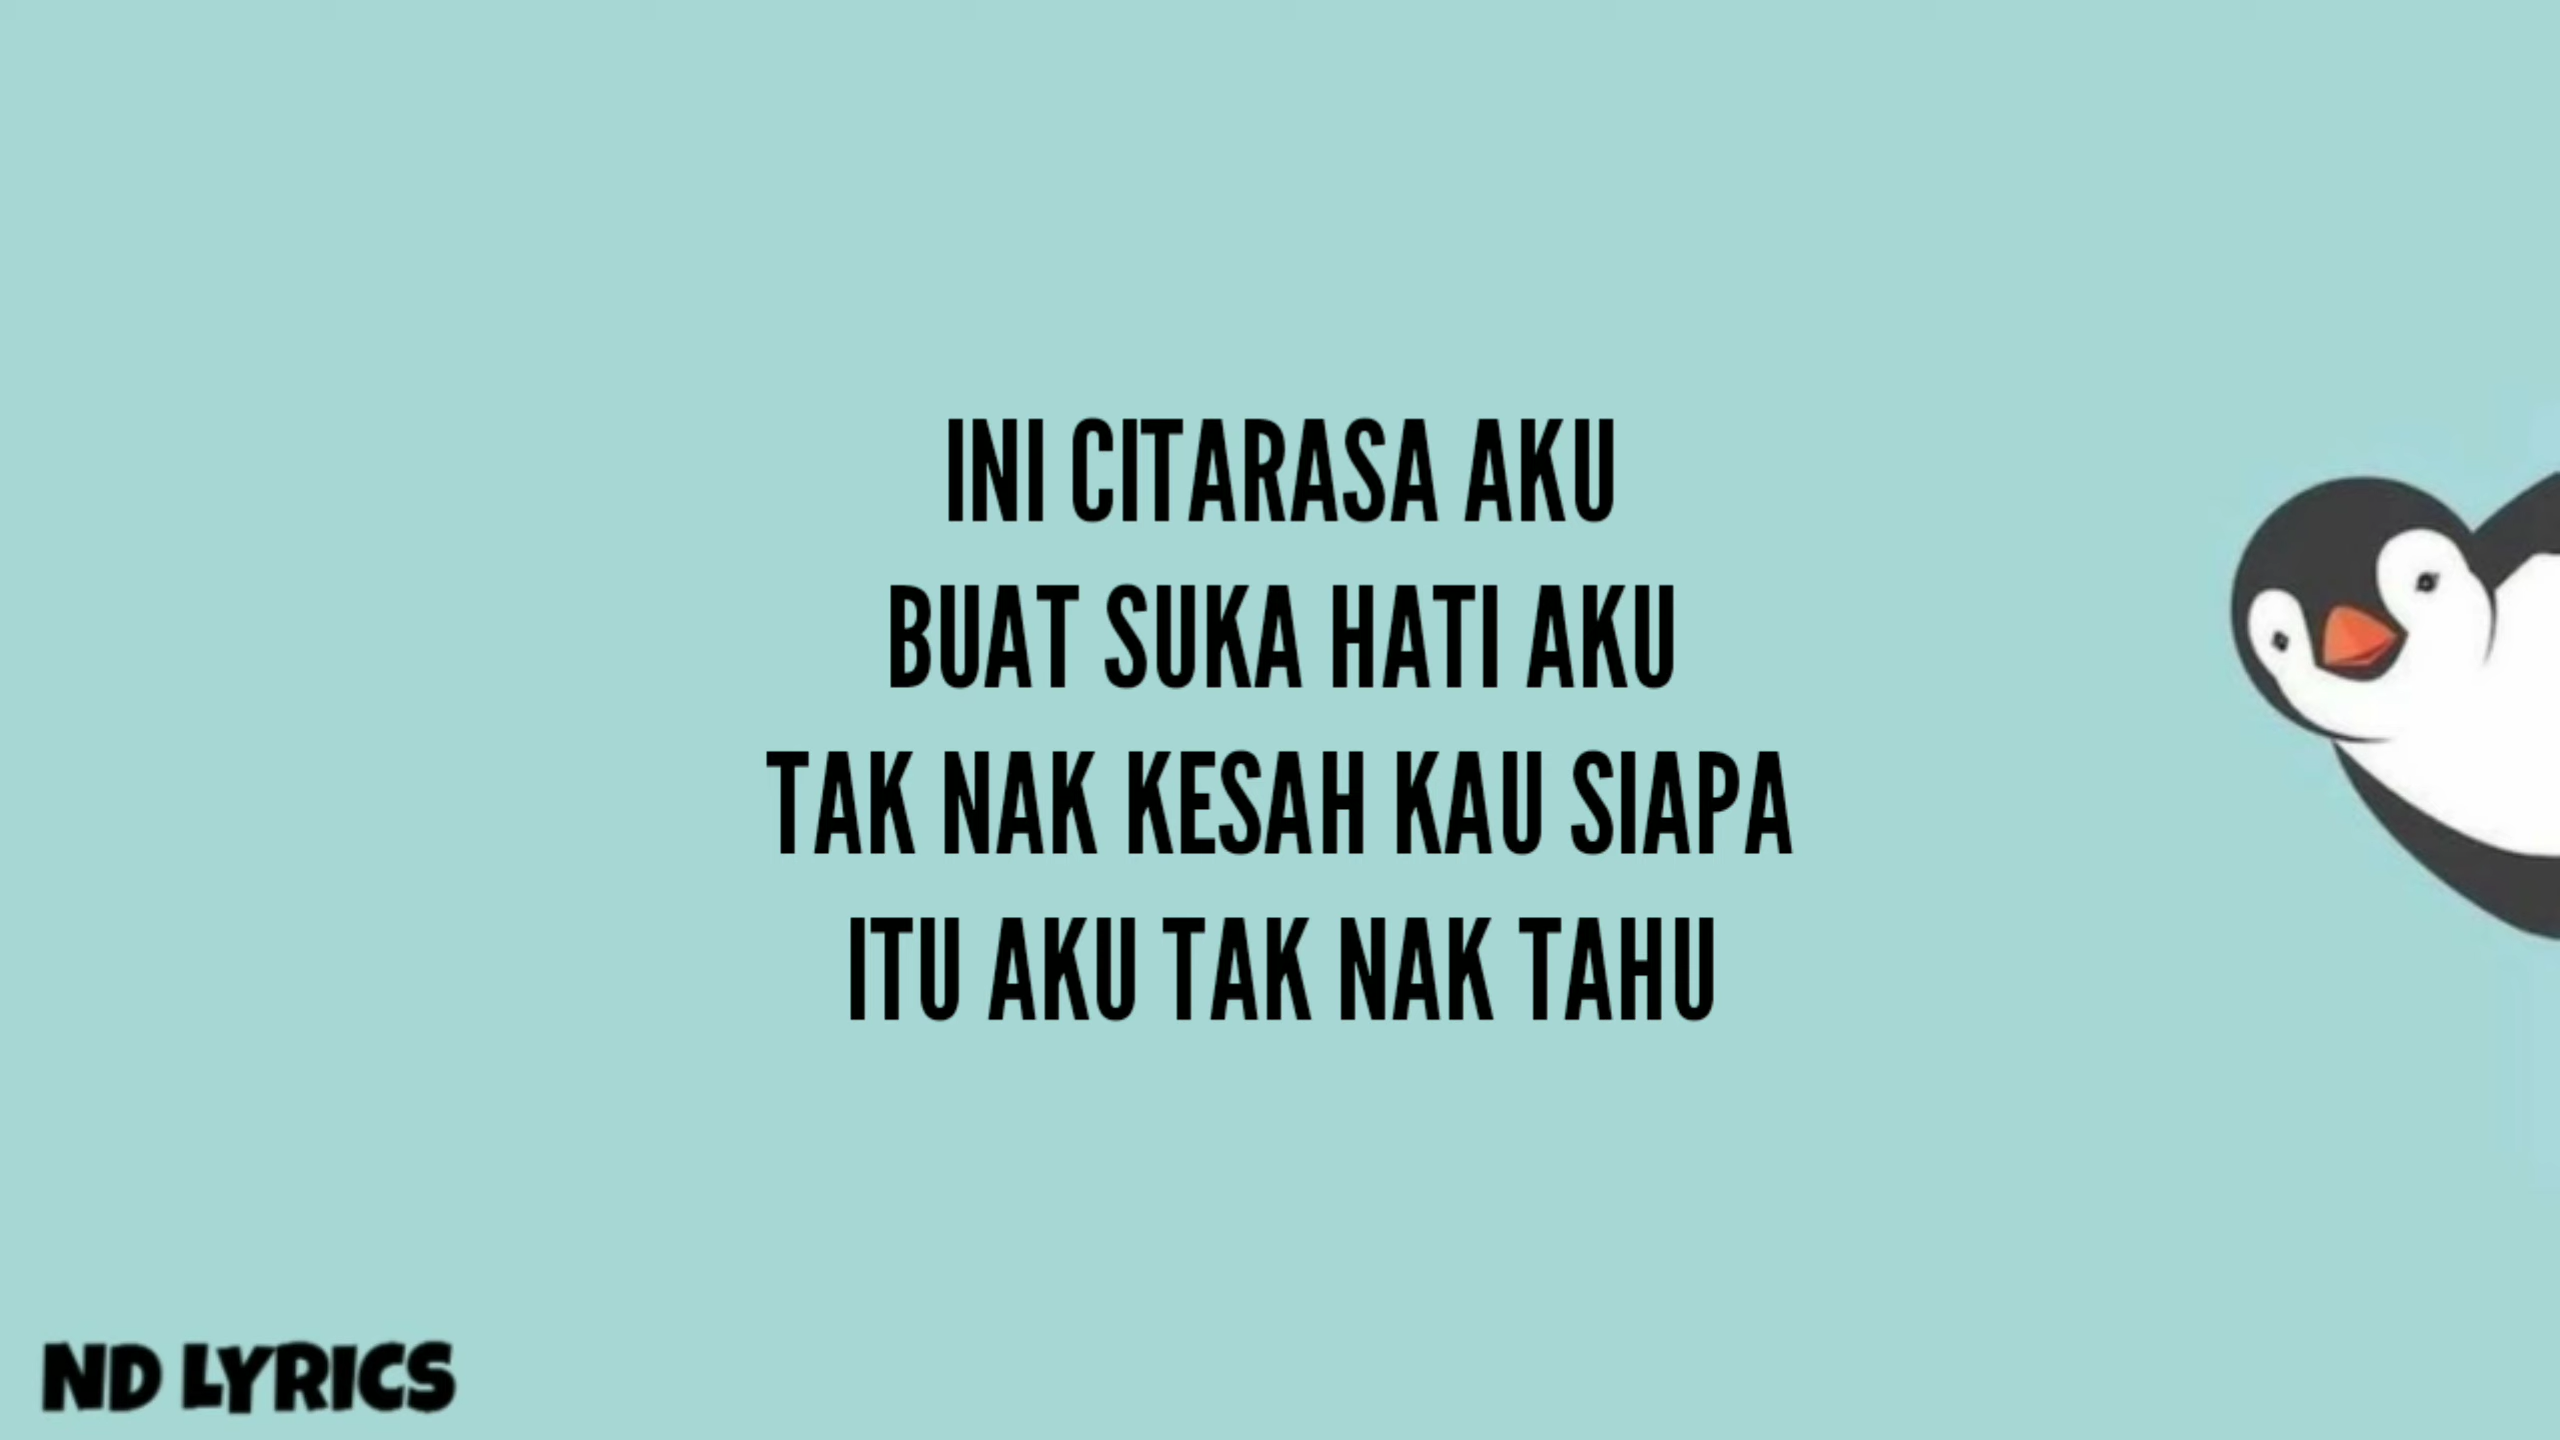 INI CITARASA AKU
BUAT SUKA HATI AKU
TAK NAK KESAH KAU SIAPA
ITU AKU TAK NAK TAHU
ND LYRICS